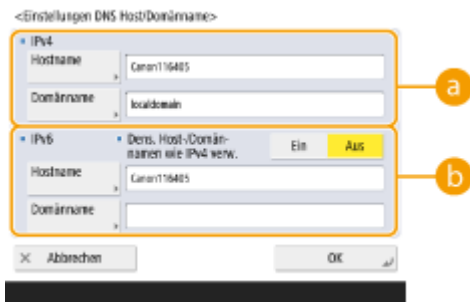 <Einstellungen DNS Host/Domänname>
IPv4
Hostname
Canon116405
Domänname
localdomain
a
IPv6
Dens. Host-/Domän-
namen wie IPv4 verw.
Ein
Aus
Hostname
Canon116405
b
Domänname
Abbrechen
OK